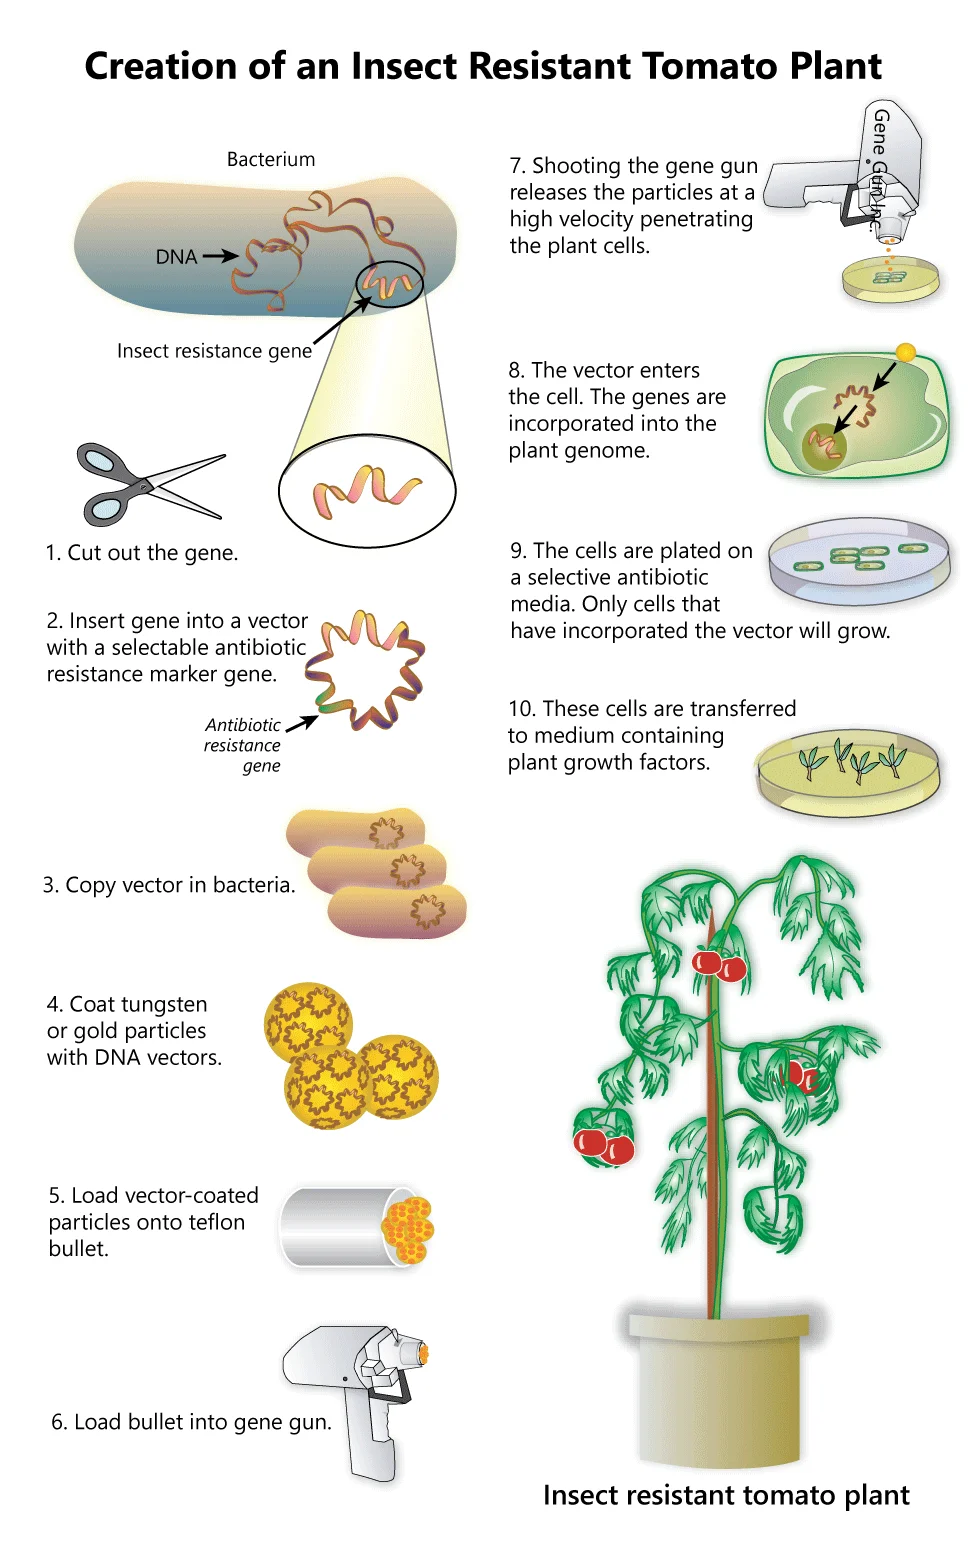 Creation of an Insect Resistant Tomato Plant
Bacterium
DNA
Insect resistance gene
1. Cut out the gene.
2. Insert gene into a vector
with a selectable antibiotic
resistance marker gene.
Antibiotic
resistance
gene
3. Copy vector in bacteria.
4. Coat tungsten
or gold particles
with DNA vectors.
5. Load vector-coated
particles onto teflon
bullet.
6. Load bullet into gene gun.
7. Shooting the gene gun
releases the particles at a
high velocity penetrating
the plant cells.
Gene Gun Inc.
8. The vector enters
the cell. The genes are
incorporated into the
plant genome.
9. The cells are plated on
a selective antibiotic
media. Only cells that
have incorporated the vector will grow.
10. These cells are transferred
to medium containing
plant growth factors.
Insect resistant tomato plant